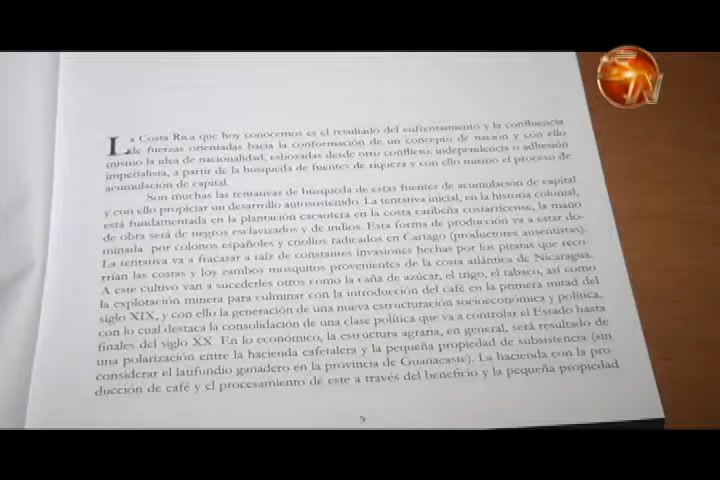 La Costa Rica que hoy conocemos es el resultado del enfrentamiento y la confluencia
de fuerzas orientadas hacia la conformación de un concepto de nación y con ello
mismo la idea de nacionalidad, esbozadas desde otro conflicto: independencia o adhesión
imperialista, a partir de la búsqueda de fuentes de riqueza y con ello mismo el proceso de
acumulación de capital.
Son muchas las tentativas de búsqueda de estas fuentes de acumulación de capital
y con ello propiciar un desarrollo autosostenido. La tentativa inicial, en la historia colonial,
está fundamentada en la plantación cacaotera en la costa caribeña costarricense, la mano
de obra será de negros esclavizados y de indios. Esta forma de producción va a estar do-
minada por colonos españoles y criollos radicados en Cartago (productores ausentistas).
La tentativa va a fracasar a raíz de constantes invasiones hechas por los piratas que reco-
rrían las costas y los zambos mosquitos provenientes de la costa atlántica de Nicaragua.
A este cultivo van a sucederles otros como la caña de azúcar, el trigo, el tabaco, así como
la explotación minera para culminar con la introducción del café en la primera mitad del
siglo XIX, y con ello la generación de una nueva estructuración socioeconómica y política,
con lo cual destaca la consolidación de una clase política que va a controlar el Estado hasta
finales del siglo XX. En lo económico, la estructura agraria, en general, será resultado de
una polarización entre la hacienda cafetalera y la pequeña propiedad de subsistencia (sin
considerar el latifundio ganadero en la provincia de Guanacaste). La hacienda con la pro-
ducción de café y el procesamiento de este a través del beneficio y la pequeña propiedad